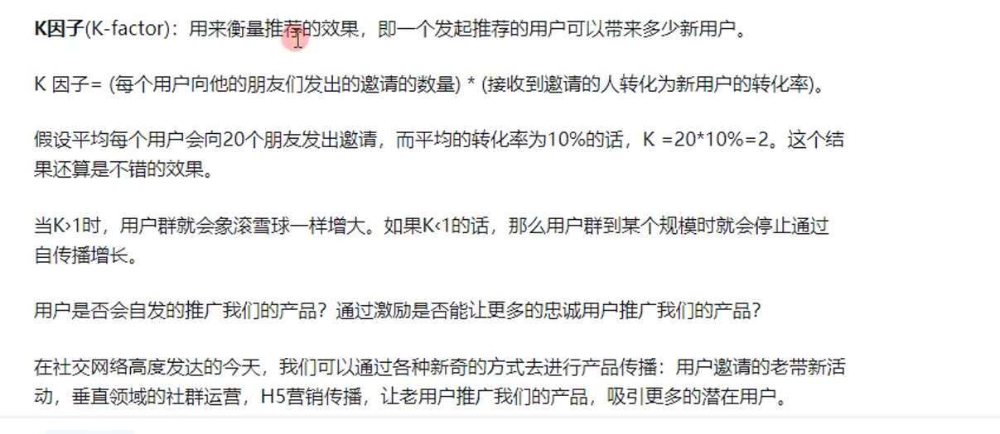 K因子(K-factor)：用来衡量推荐的效果，即一个发起推荐的用户可以带来多少新用户。
K 因子= (每个用户向他的朋友们发出的邀请的数量) * (接收到邀请的人转化为新用户的转化率)。
假设平均每个用户会向20个朋友发出邀请，而平均的转化率为10%的话，K =20*10%=2。这个结
果还算是不错的效果。
当K›1时，用户群就会象滚雪球一样增大。如果K‹1的话，那么用户群到某个规模时就会停止通过
自传播增长。
用户是否会自发的推广我们的产品？通过激励是否能让更多的忠诚用户推广我们的产品？
在社交网络高度发达的今天，我们可以通过各种新奇的方式去进行产品传播：用户邀请的老带新活
动，垂直领域的社群运营，H5营销传播，让老用户推广我们的产品，吸引更多的潜在用户。